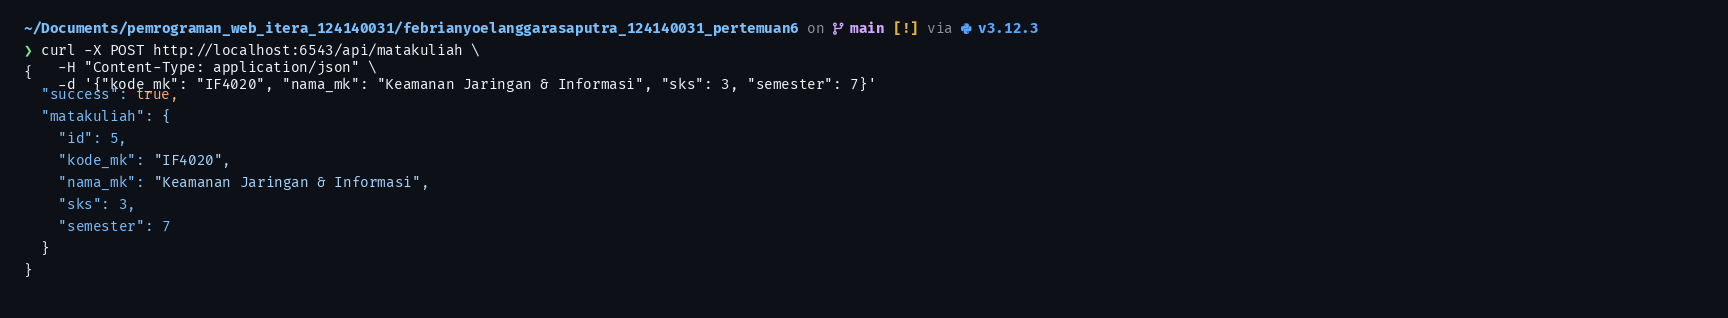 ~/Documents/pemrograman_web_itera_124140031/febrianyoelanggarasaputra_124140031_pertemuan6 on main [!] via v3.12.3
❯ curl -X POST http://localhost:6543/api/matakuliah \
-H "Content-Type: application/json" \
{
-d '{"kode_mk": "IF4020", "nama_mk": "Keamanan Jaringan & Informasi", "sks": 3, "semester": 7}'
"success": true,
"matakuliah": {
"id": 5,
"kode_mk": "IF4020",
"nama_mk": "Keamanan Jaringan & Informasi",
"sks": 3,
"semester": 7
}
}